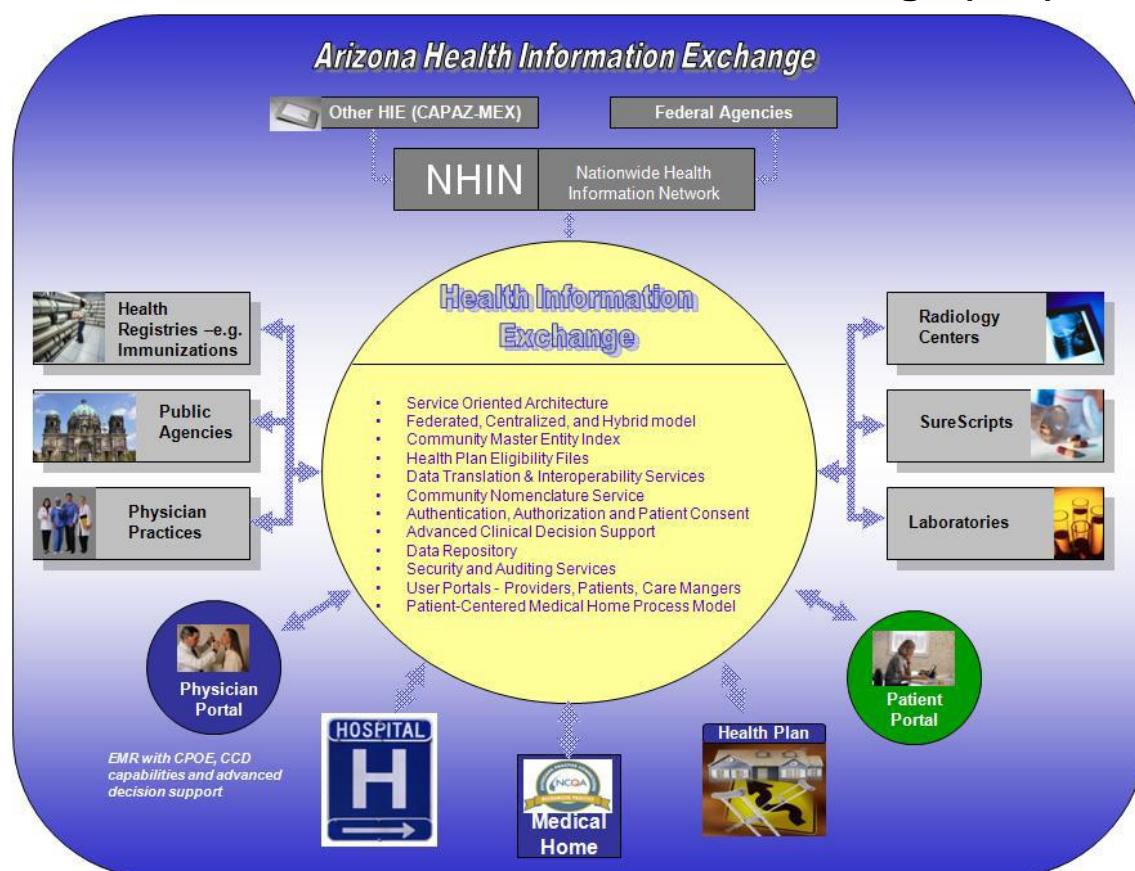 Arizona Health Information Exchange
Other HIE (CAPAZ-MEX)
Federal Agencies
NHIN
Nationwide Health
Information Network
Health Information
Exchange
Health
Registries –e.g.
Immunizations
Public
Agencies
Physician
Practices
Radiology
Centers
SureScripts
Laboratories
• Service Oriented Architecture
• Federated, Centralized, and Hybrid model
• Community Master Entity Index
• Health Plan Eligibility Files
• Data Translation & Interoperability Services
• Community Nomenclature Service
• Authentication, Authorization and Patient Consent
• Advanced Clinical Decision Support
• Data Repository
• Security and Auditing Services
• User Portals - Providers, Patients, Care Mangers
• Patient-Centered Medical Home Process Model
Physician
Portal
EMR with CPOE, CCD
capabilities and advanced
decision support
HOSPITAL
H
NCQA
Medical
Home
Health Plan
Patient
Portal